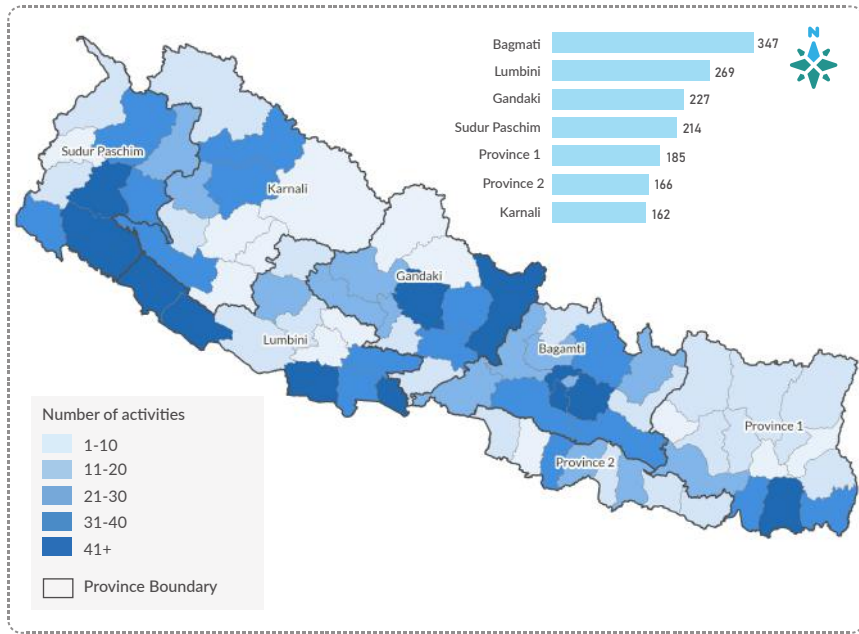 N
Bagmati 347
Lumbini 269
Gandaki 227
Sudur Paschim 214
Province 1 185
Province 2 166
Karnali 162
Sudur Paschim
Karnali
Gandaki
Lumbini
Bagamti
Province 1
Province 2
Number of activities
1-10
11-20
21-30
31-40
41+
Province Boundary